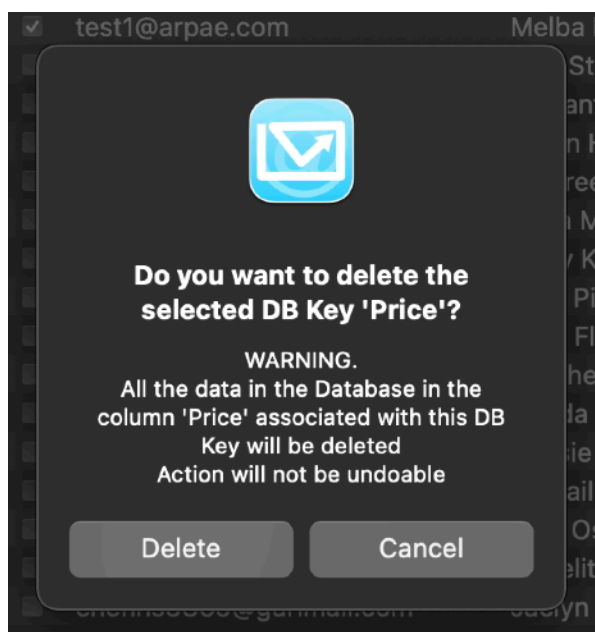 test1@arpae.com Melba
Do you want to delete the
selected DB Key 'Price'?
WARNING.
All the data in the Database in the
column 'Price' associated with this DB
Key will be deleted
Action will not be undoable
Delete Cancel